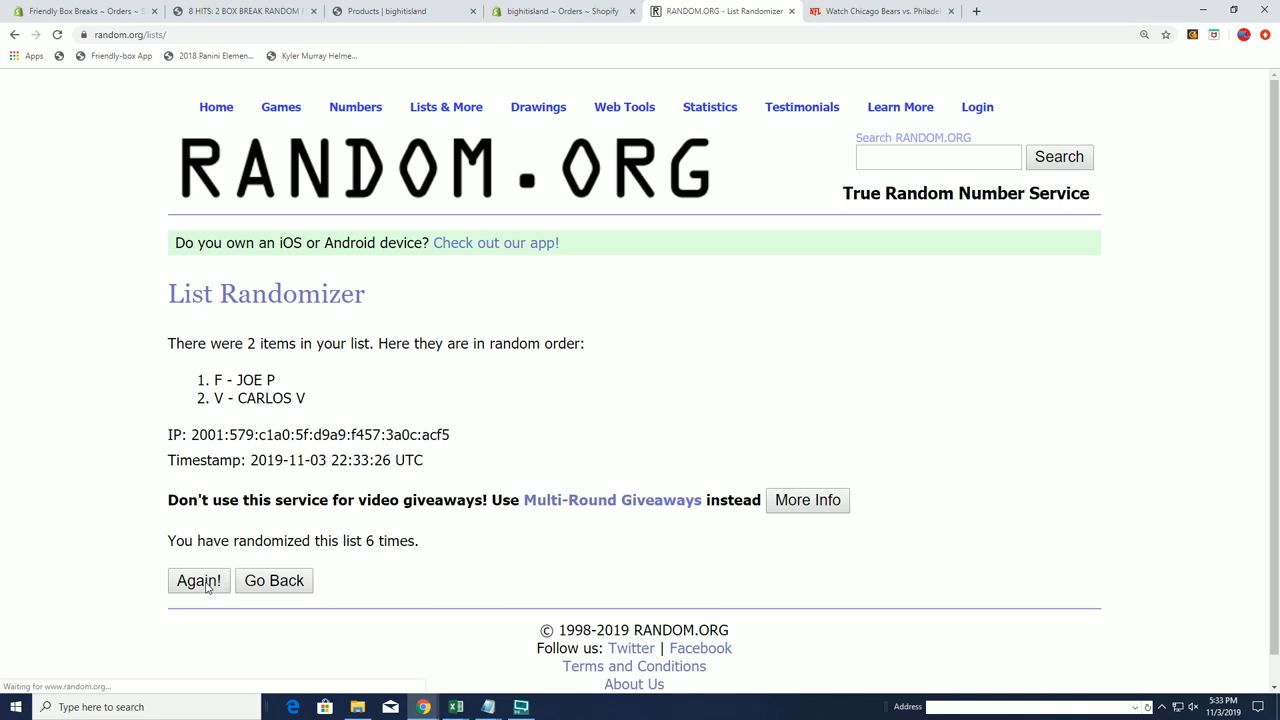 Friendly Box Breaks ~ Orders ~ S
8 HITS: 2 BOX BREAK RANDOM
Products | bighitisland
bighitisland ~ Orders ~ Shopify
RANDOM.ORG - List Randomizer
Watch Chicago Bears vs. Philade
random.org/lists/
Apps
Friendly-box App
2018 Panini Elemen...
Kyler Murray Helme...
Home
Games
Numbers
Lists & More
Drawings
Web Tools
Statistics
Testimonials
Learn More
Login
RANDOM.ORG
Search RANDOM.ORG
Search
True Random Number Service
Do you own an iOS or Android device? Check out our app!
List Randomizer
There were 2 items in your list. Here they are in random order:
1. F - JOE P
2. V - CARLOS V
IP: 2001:579:c1a0:5f:d9a9:f457:3a0c:acf5
Timestamp: 2019-11-03 22:33:26 UTC
Don't use this service for video giveaways! Use Multi-Round Giveaways instead More Info
You have randomized this list 6 times.
Again! Go Back
© 1998-2019 RANDOM.ORG
Follow us: Twitter | Facebook
Terms and Conditions
About Us
Waiting for www.random.org...
Type here to search
Address
5:33 PM
11/3/2019